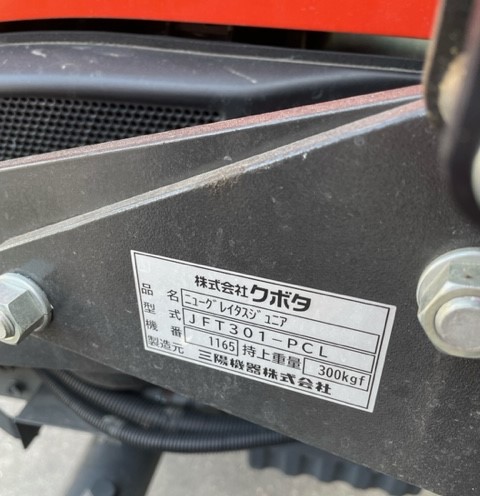 株式会社クボタ
品名 ニューグレイタスジュニア
型式 JFT301-PCL
機番 1165 持上重量 300kgf
製造元 三陽機器株式会社